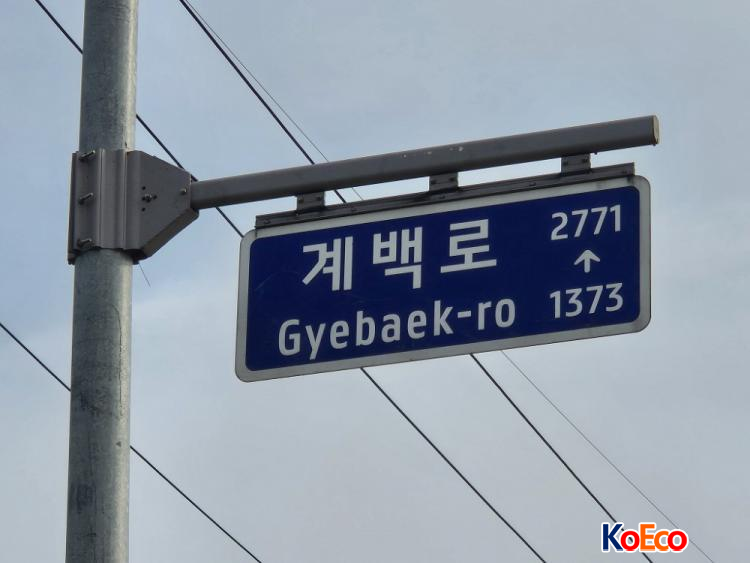 계백로
Gyebaek-ro
2771
↑
1373
KoEco